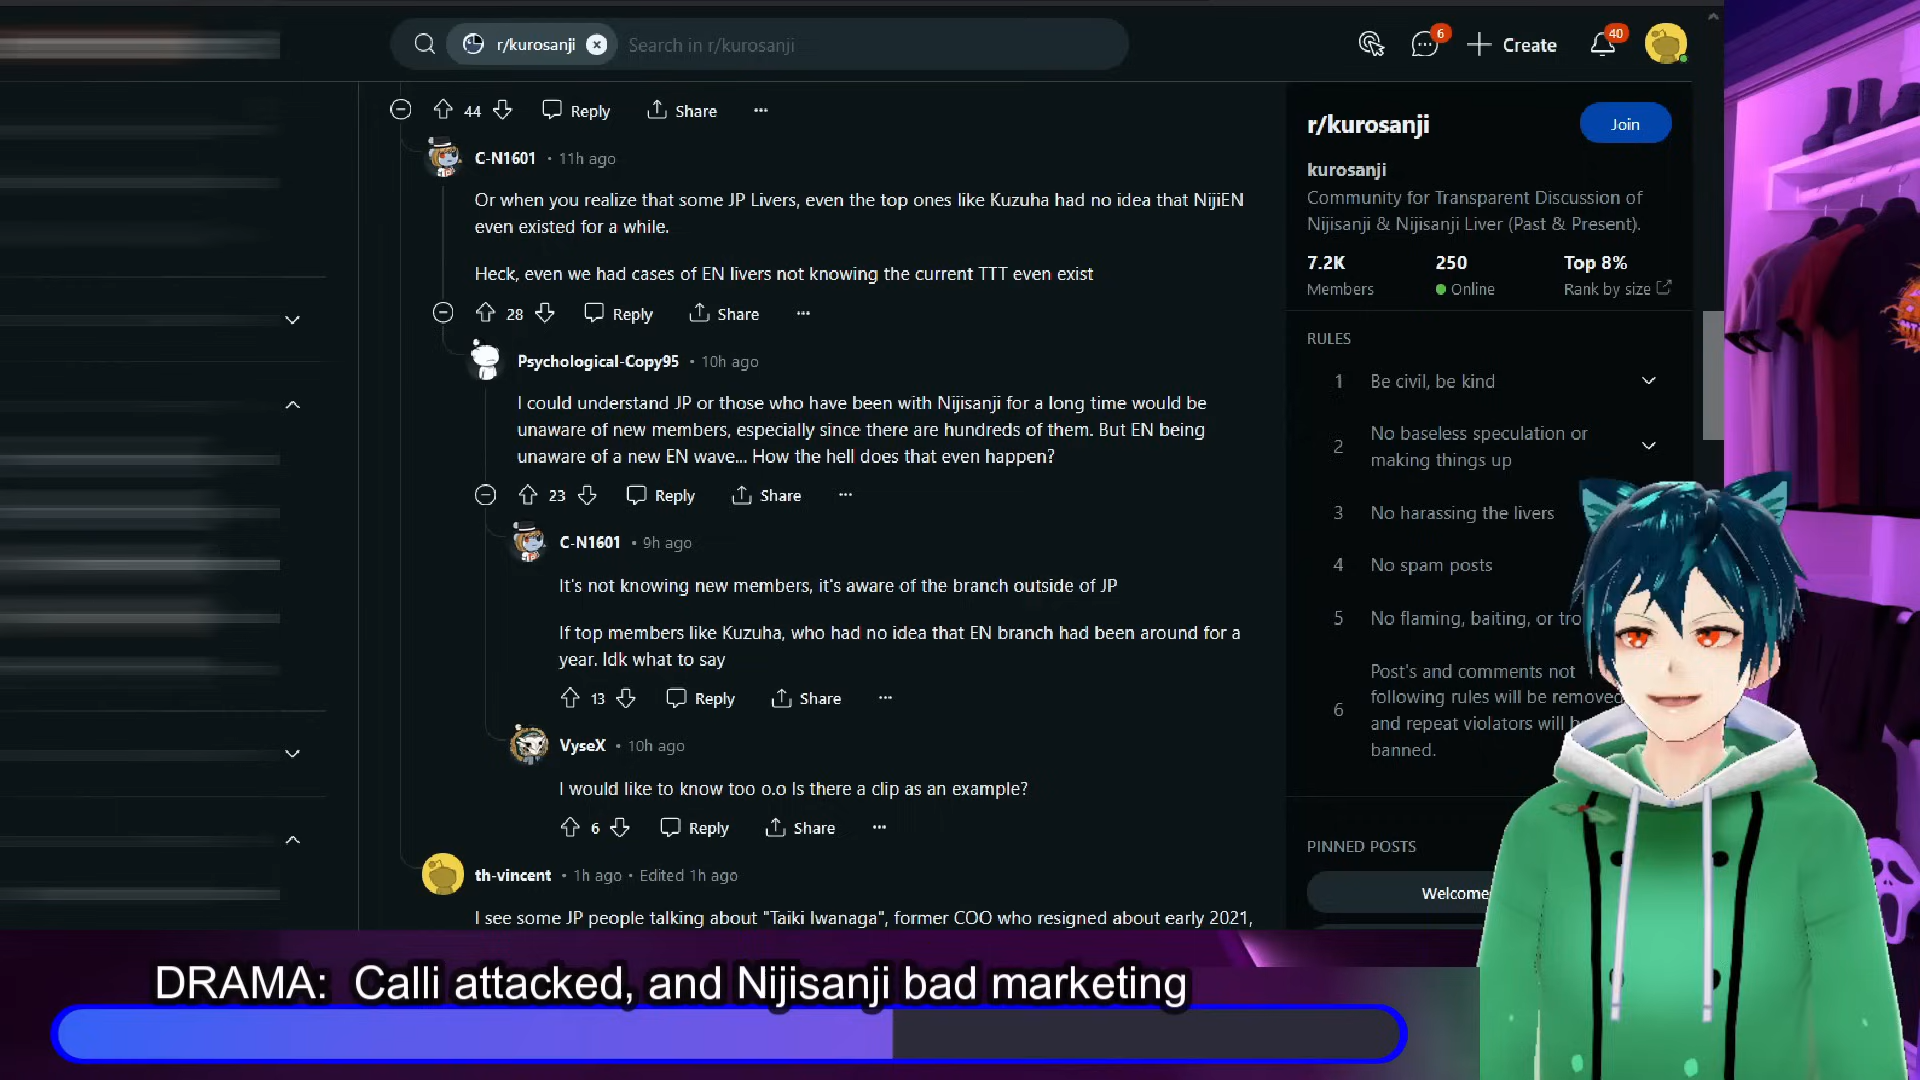 r/kurosanji
Search in r/kurosanji
6
Create
40
44
Reply
Share
C-N1601 • 11h ago
Or when you realize that some JP Livers, even the top ones like Kuzuha had no idea that NijiEN
even existed for a while.
Heck, even we had cases of EN livers not knowing the current TTT even exist
28
Reply
Share
Psychological-Copy95 • 10h ago
I could understand JP or those who have been with Nijisanji for a long time would be
unaware of new members, especially since there are hundreds of them. But EN being
unaware of a new EN wave... How the hell does that even happen?
23
Reply
Share
C-N1601 • 9h ago
It's not knowing new members, it's aware of the branch outside of JP
If top members like Kuzuha, who had no idea that EN branch had been around for a
year. Idk what to say
13
Reply
Share
VyseX • 10h ago
I would like to know too o.o Is there a clip as an example?
6
Reply
Share
th-vincent • 1h ago • Edited 1h ago
I see some JP people talking about "Taiki Iwanaga", former COO who resigned about early 2021,
r/kurosanji
Join
kurosanji
Community for Transparent Discussion of
Nijisanji & Nijisanji Liver (Past & Present).
7.2K
Members
250
Online
Top 8%
Rank by size
RULES
1 Be civil, be kind
2 No baseless speculation or
making things up
3 No harassing the livers
4 No spam posts
5 No flaming, baiting, or tro
6 Post's and comments not
following rules will be removed
and repeat violators will b
banned.
PINNED POSTS
Welcome
DRAMA: Calli attacked, and Nijisanji bad marketing